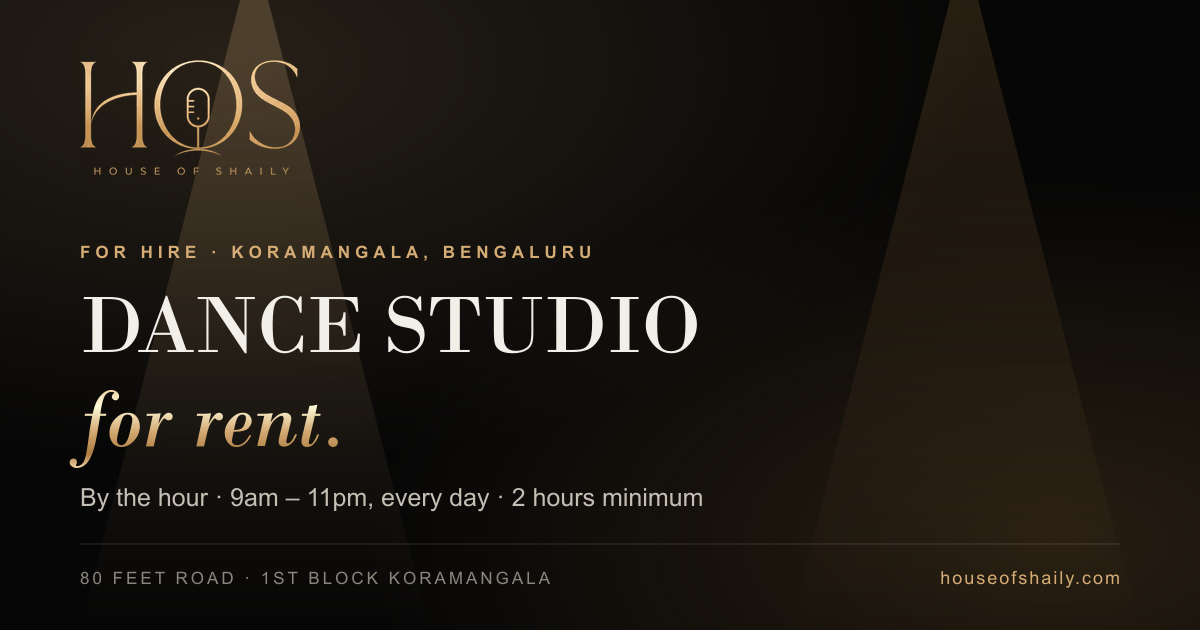 HOS
HOUSE OF SHAILY
FOR HIRE · KORAMANGALA, BENGALURU
DANCE STUDIO
for rent.
By the hour · 9am – 11pm, every day · 2 hours minimum
80 FEET ROAD · 1ST BLOCK KORAMANGALA
houseofshaily.com